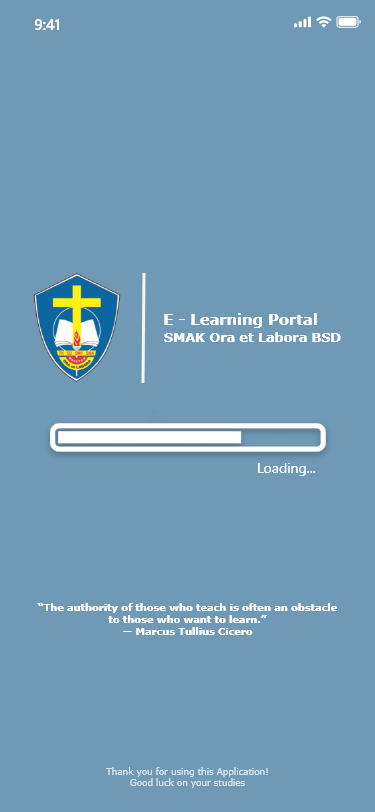 9:41
E - Learning Portal
SMAK Ora et Labora BSD
Loading...
“The authority of those who teach is often an obstacle
to those who want to learn.”
— Marcus Tullius Cicero
Thank you for using this Application!
Good luck on your studies